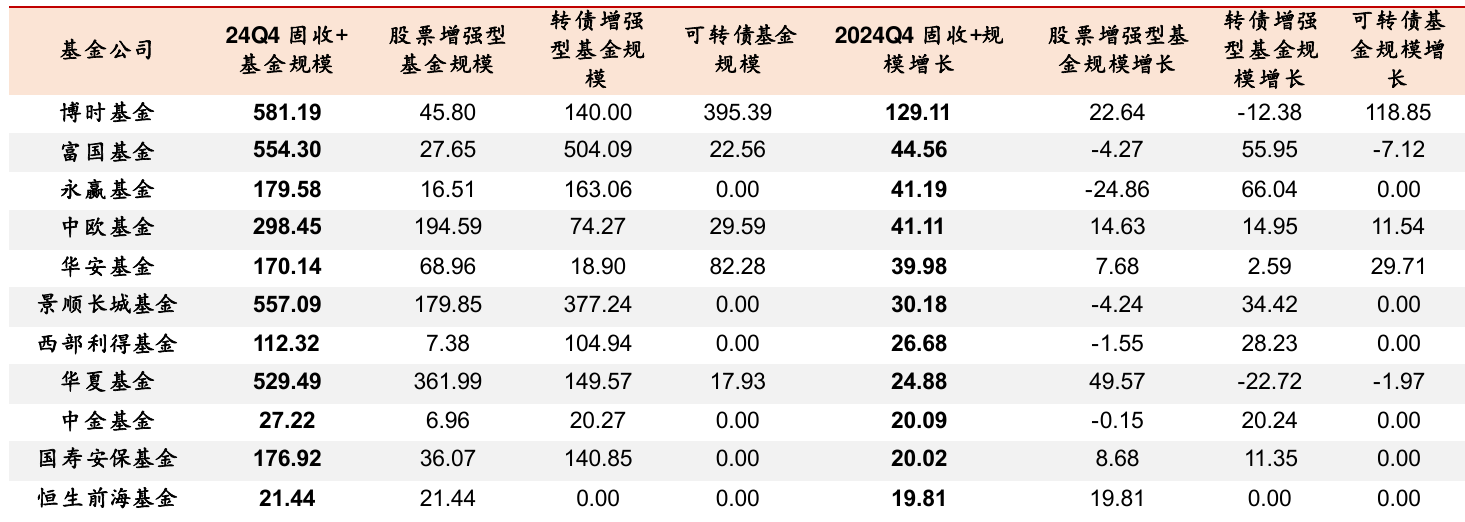 基金公司 24Q4 固收+基金规模 股票增强型基金规模 转债增强型基金规模 可转债基金规模 2024Q4 固收+规模增长 股票增强型基金规模增长 转债增强型基金规模增长 可转债基金规模增长
博时基金 581.19 45.80 140.00 395.39 129.11 22.64 -12.38 118.85
富国基金 554.30 27.65 504.09 22.56 44.56 -4.27 55.95 -7.12
永赢基金 179.58 16.51 163.06 0.00 41.19 -24.86 66.04 0.00
中欧基金 298.45 194.59 74.27 29.59 41.11 14.63 14.95 11.54
华安基金 170.14 68.96 18.90 82.28 39.98 7.68 2.59 29.71
景顺长城基金 557.09 179.85 377.24 0.00 30.18 -4.24 34.42 0.00
西部利得基金 112.32 7.38 104.94 0.00 26.68 -1.55 28.23 0.00
华夏基金 529.49 361.99 149.57 17.93 24.88 49.57 -22.72 -1.97
中金基金 27.22 6.96 20.27 0.00 20.09 -0.15 20.24 0.00
国寿安保基金 176.92 36.07 140.85 0.00 20.02 8.68 11.35 0.00
恒生前海基金 21.44 21.44 0.00 0.00 19.81 19.81 0.00 0.00